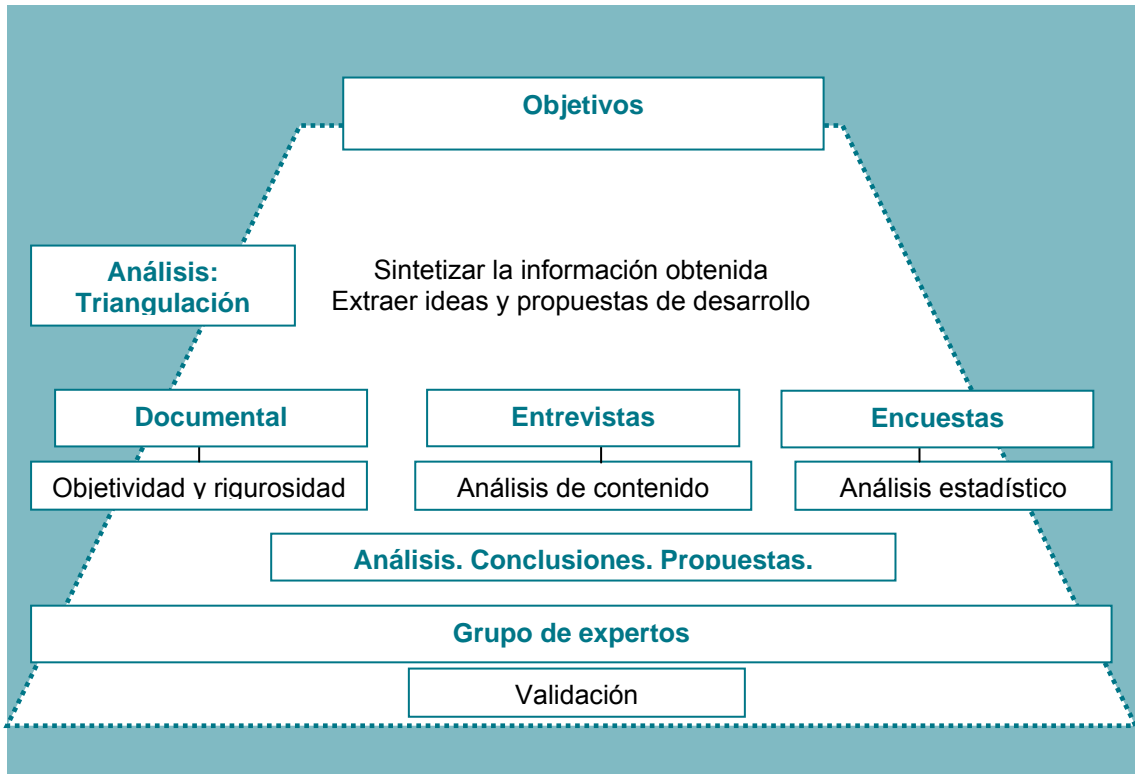 Objetivos
Análisis:
Triangulación
Sintetizar la información obtenida
Extraer ideas y propuestas de desarrollo
Documental
Entrevistas
Encuestas
Objetividad y rigurosidad
Análisis de contenido
Análisis estadístico
Análisis. Conclusiones. Propuestas.
Grupo de expertos
Validación